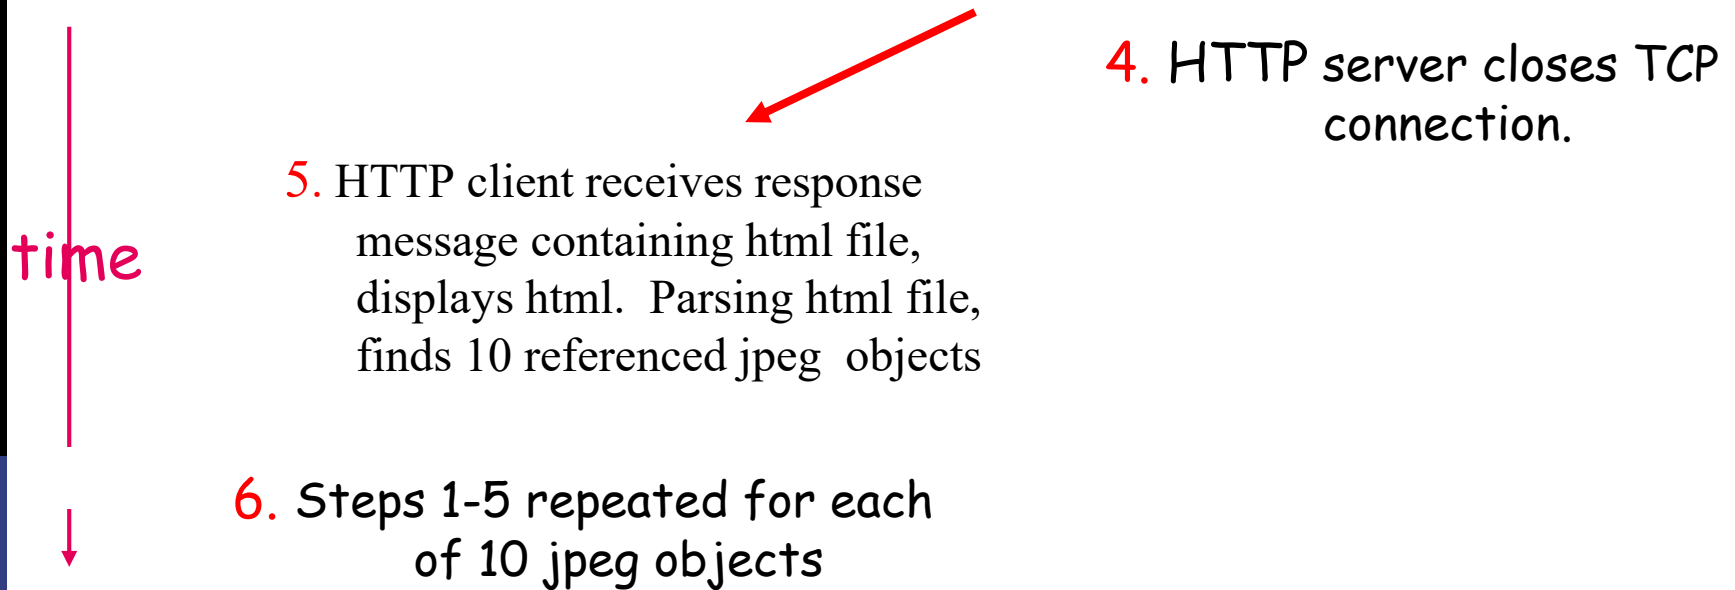 4. HTTP server closes TCP
connection.
5. HTTP client receives response
message containing html file,
displays html.  Parsing html file,
finds 10 referenced jpeg  objects
time
6. Steps 1-5 repeated for each
of 10 jpeg objects